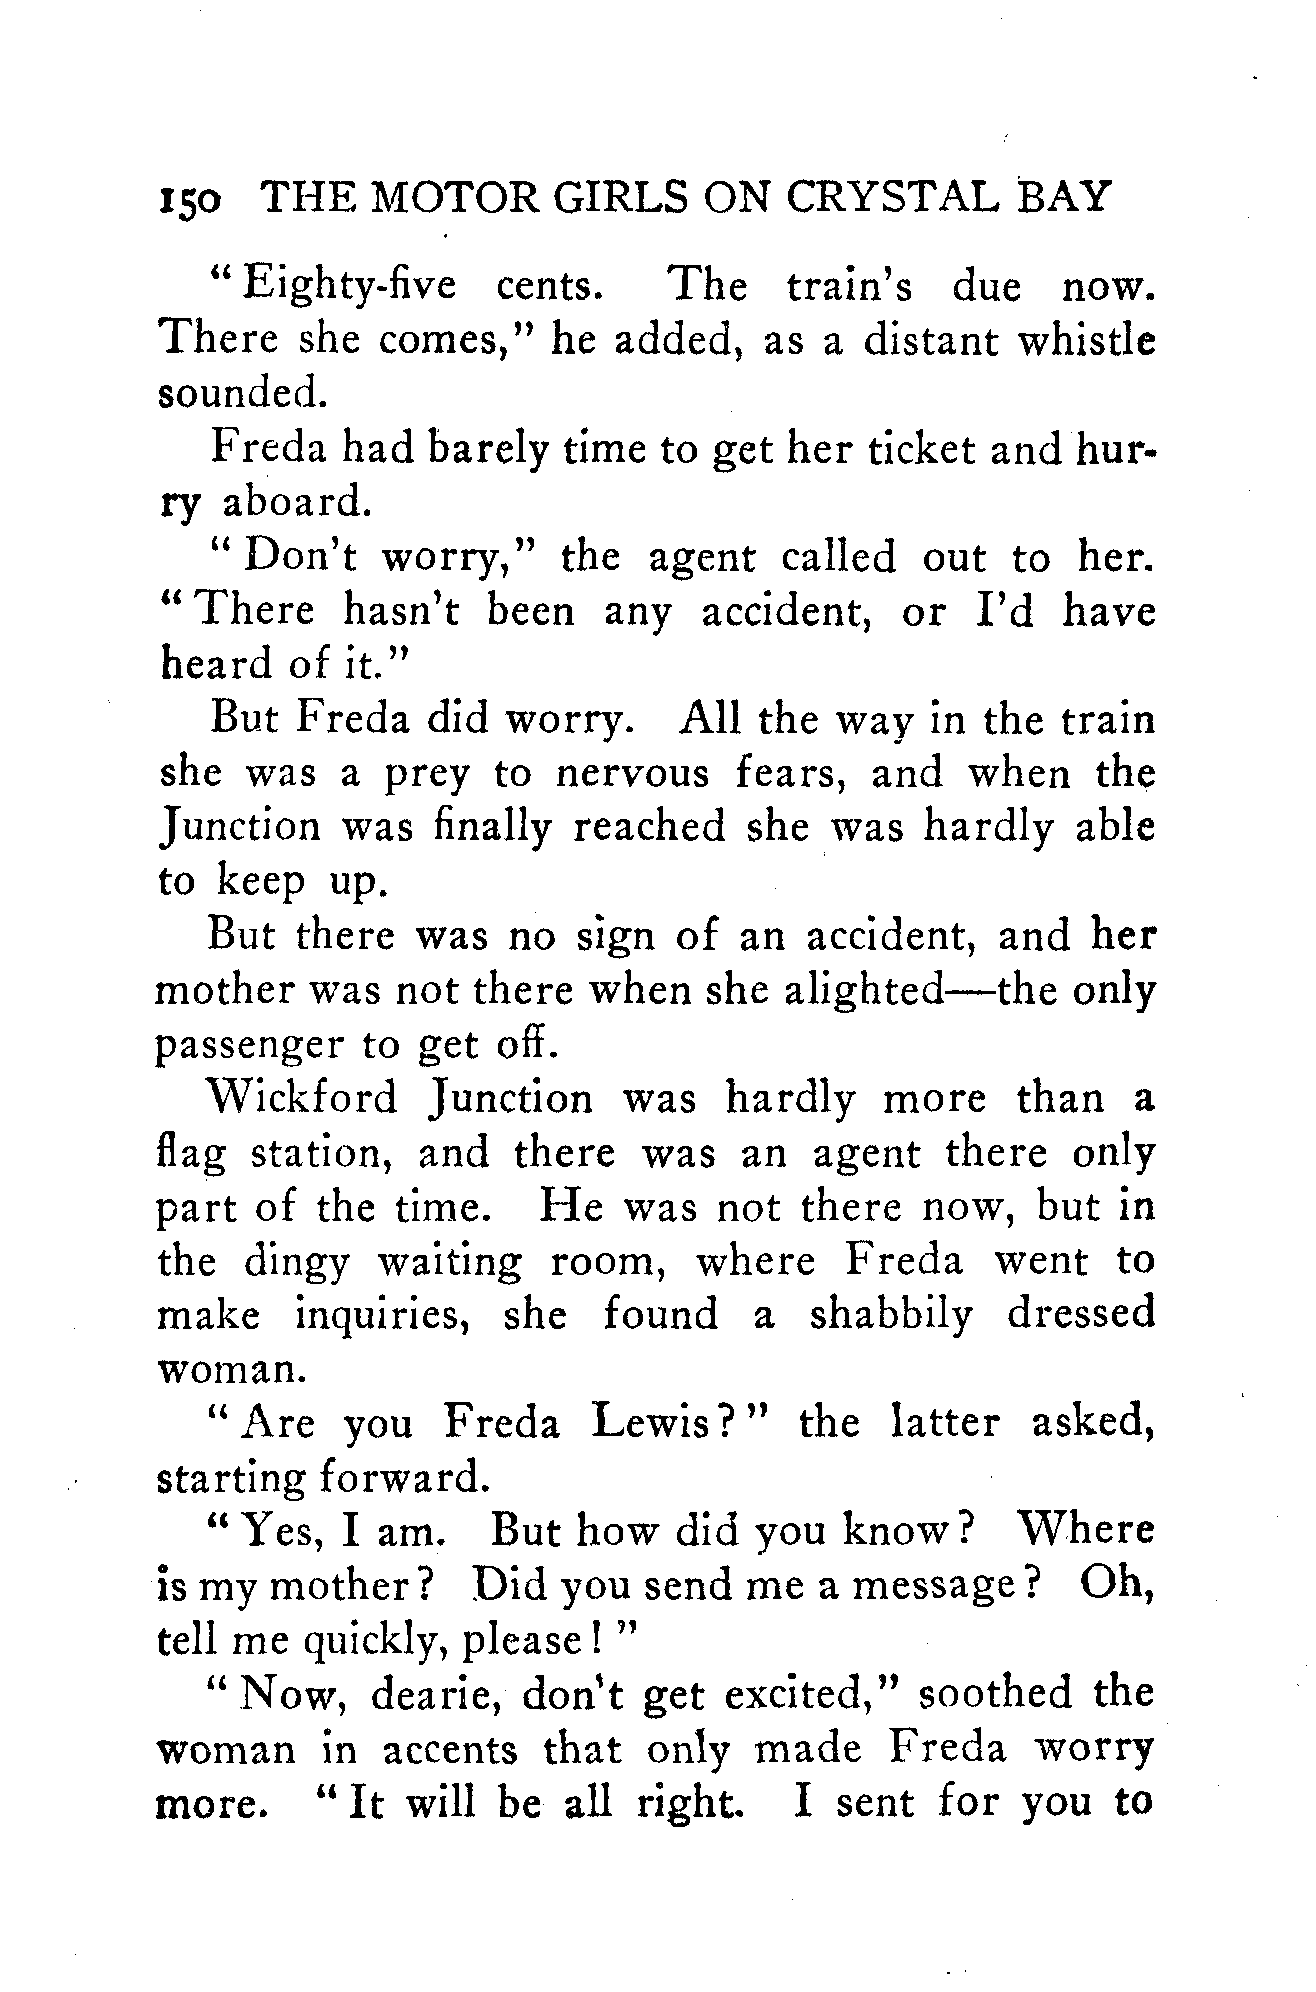 150 THE MOTOR GIRLS ON CRYSTAL BAY
“ Eighty-five cents. The train’s due now.
There she comes,” he added, as a distant whistle
sounded.
Freda had barely time to get her ticket and hur-
ry aboard.
“ Don’t worry,” the agent called out to her.
“ There hasn’t been any accident, or I’d have
heard of it.”
But Freda did worry. All the way in the train
she was a prey to nervous fears, and when the
Junction was finally reached she was hardly able
to keep up.
But there was no sign of an accident, and her
mother was not there when she alighted—the only
passenger to get off.
Wickford Junction was hardly more than a
flag station, and there was an agent there only
part of the time. He was not there now, but in
the dingy waiting room, where Freda went to
make inquiries, she found a shabbily dressed
woman.
“ Are you Freda Lewis? ” the latter asked,
starting forward.
“ Yes, I am. But how did you know? Where
is my mother? Did you send me a message? Oh,
tell me quickly, please! ”
“ Now, dearie, don’t get excited,” soothed the
woman in accents that only made Freda worry
more. “ It will be all right. I sent for you to